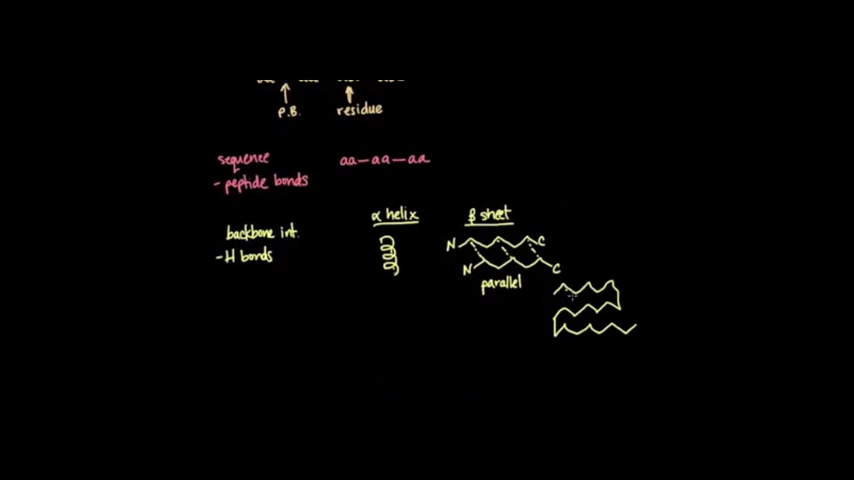 P.B. residue
sequence aa—aa—aa
- peptide bonds
α helix β sheet
backbone int.
- H bonds
N C
N C
parallel